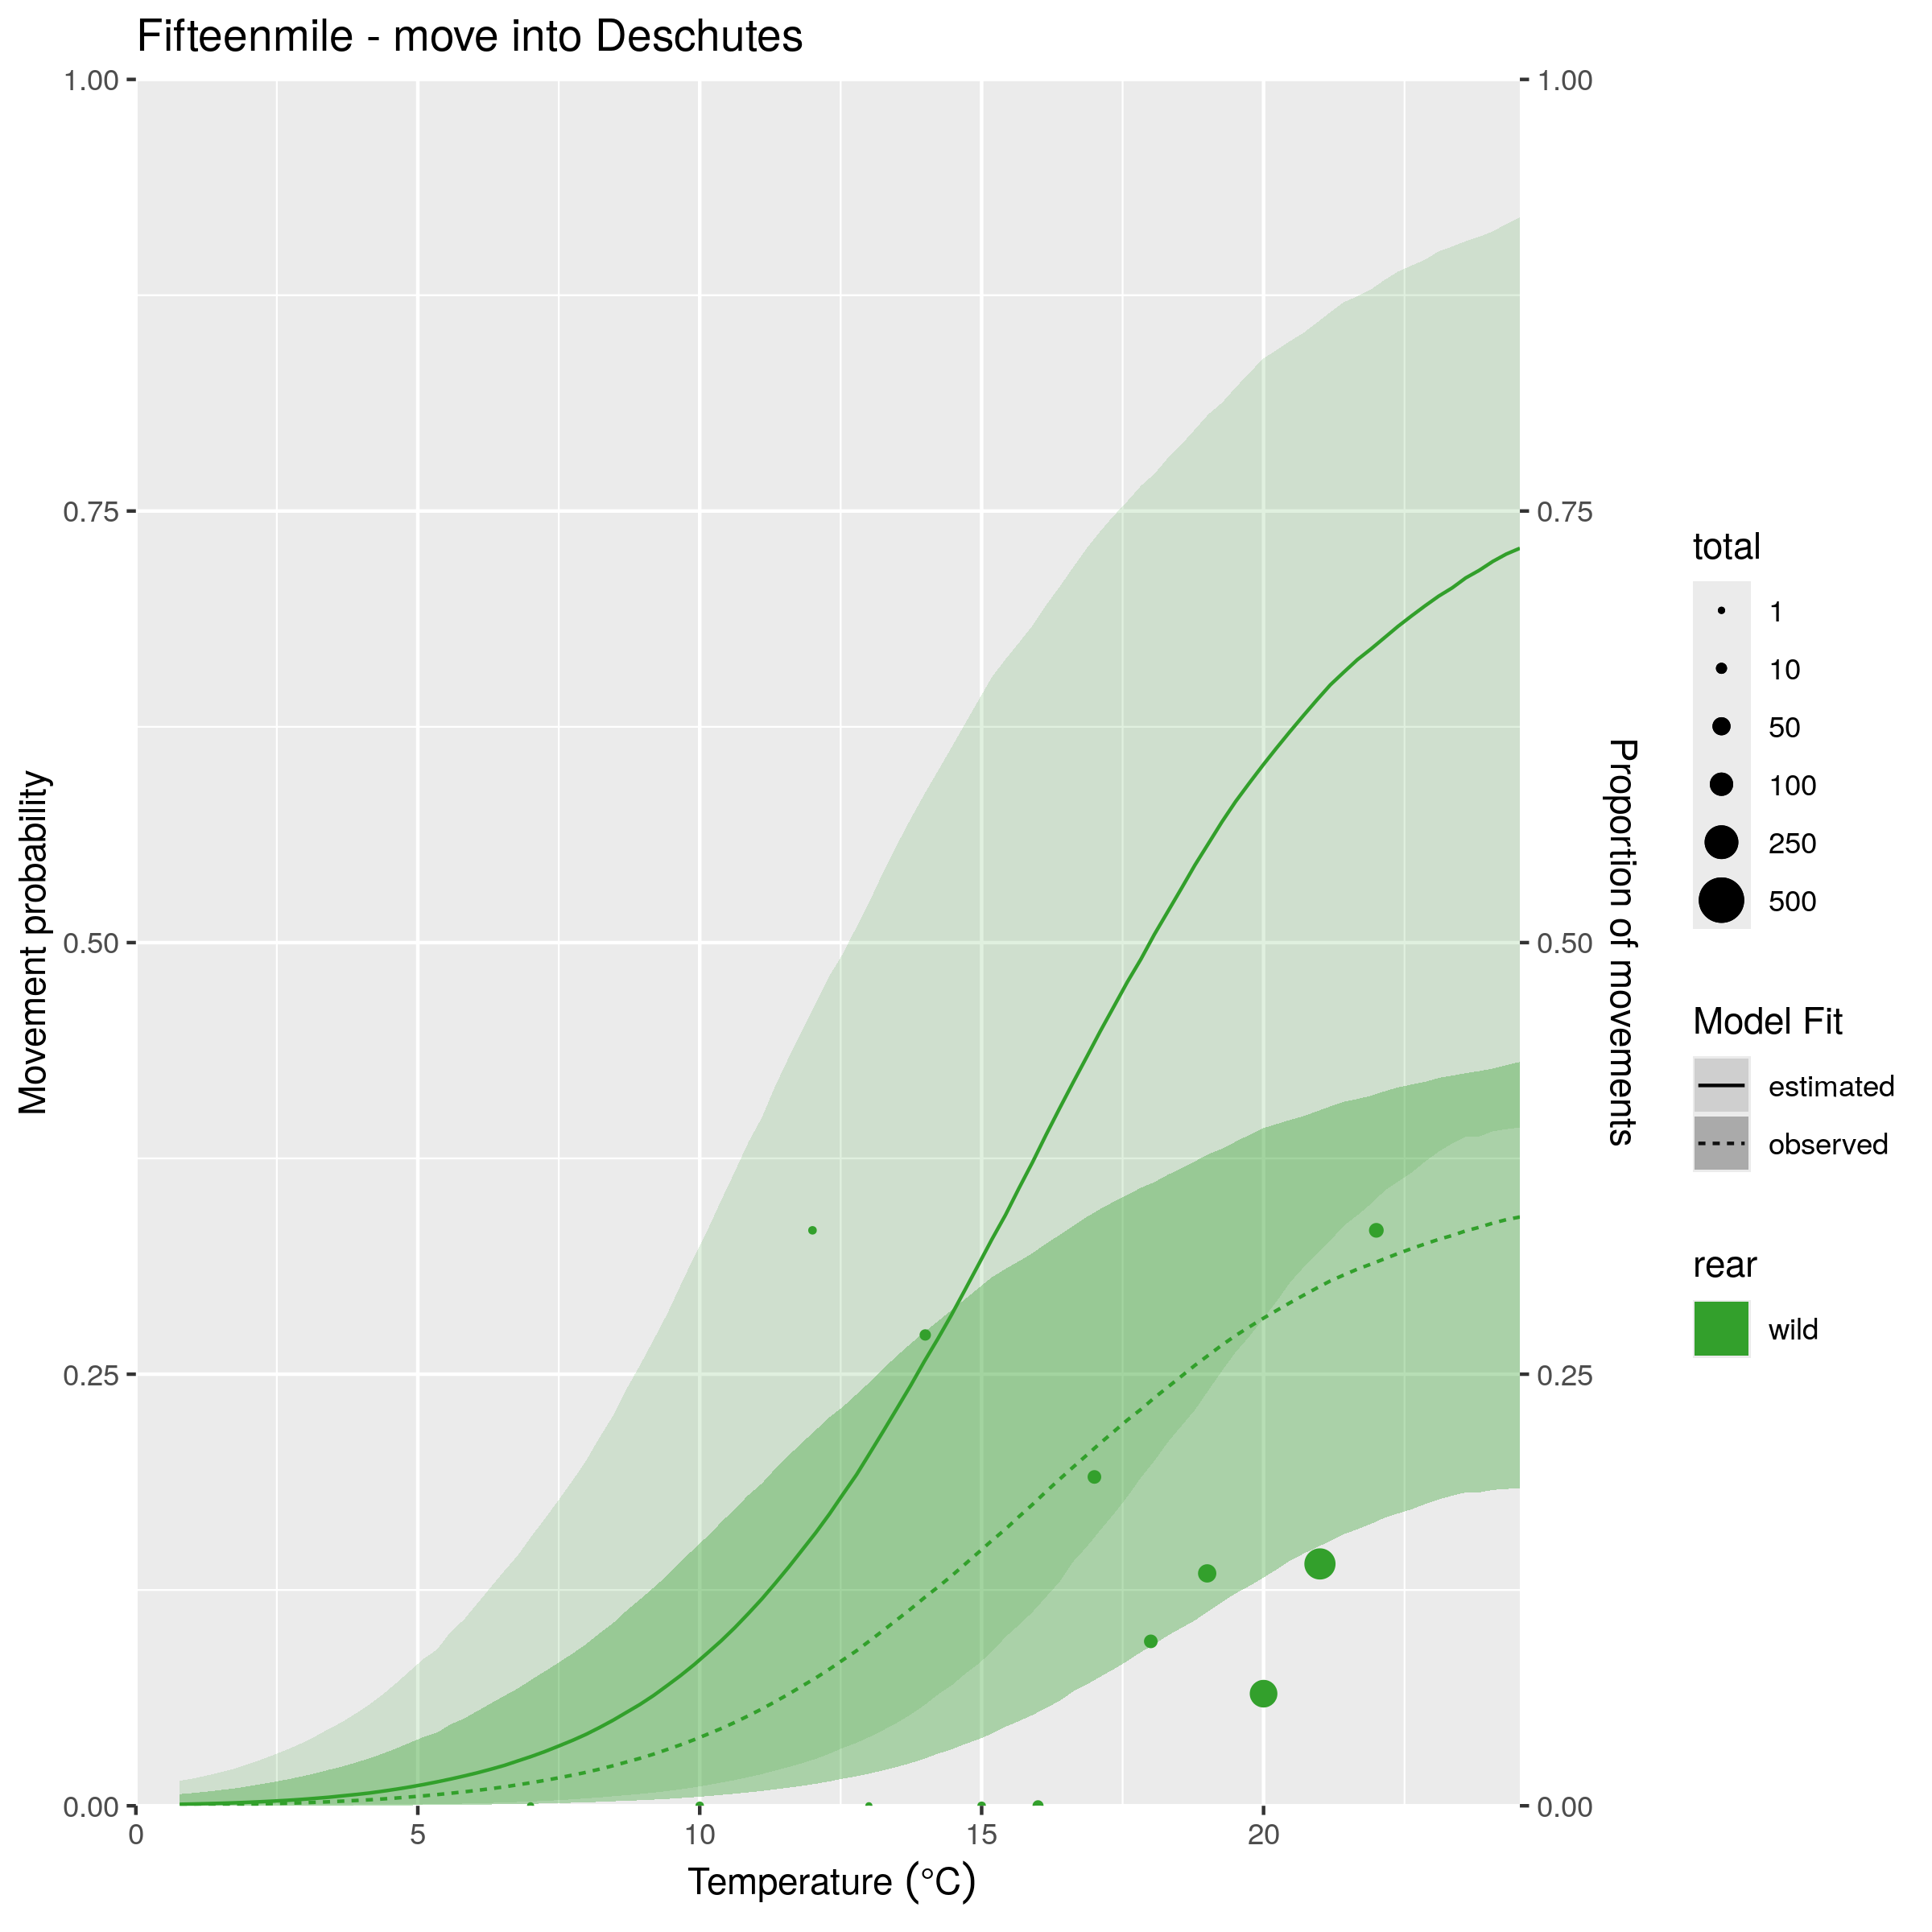 Fifteenmile - move into Deschutes
1.00
0.75
0.50
0.25
0.00
Movement probability
0
5
10
15
20
Temperature (°C)
1.00
0.75
0.50
0.25
0.00
Proportion of movements
total
1
10
50
100
250
500
Model Fit
estimated
observed
rear
wild